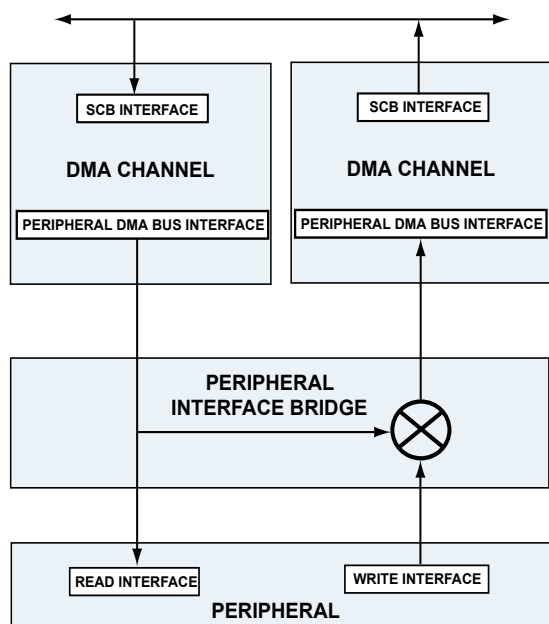 SCB INTERFACE
DMA CHANNEL
PERIPHERAL DMA BUS INTERFACE
SCB INTERFACE
DMA CHANNEL
PERIPHERAL DMA BUS INTERFACE
PERIPHERAL
INTERFACE BRIDGE
READ INTERFACE
WRITE INTERFACE
PERIPHERAL